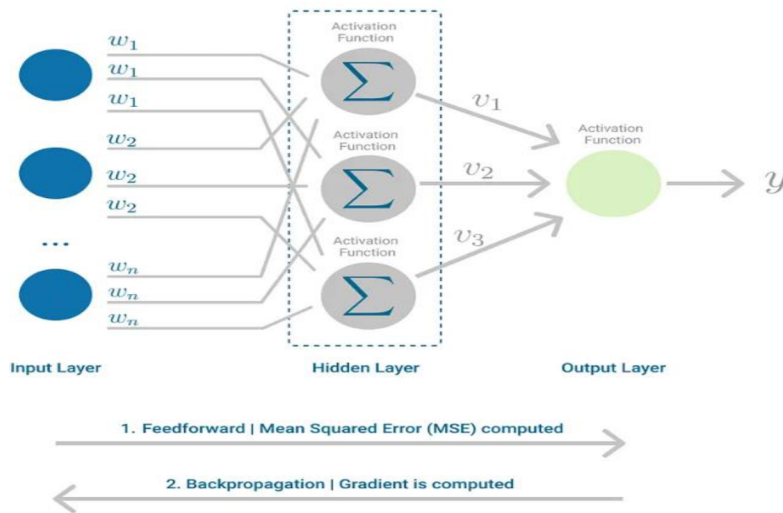 Activation
Function
w₁
w₁
w₁
Σ
v₁
Activation
Function
w₂
Activation
Function
w₂
Σ
v₂
y
w₂
Activation
Function
v₃
...
wₙ
wₙ
Σ
wₙ
Input Layer
Hidden Layer
Output Layer
1. Feedforward | Mean Squared Error (MSE) computed
2. Backpropagation | Gradient is computed